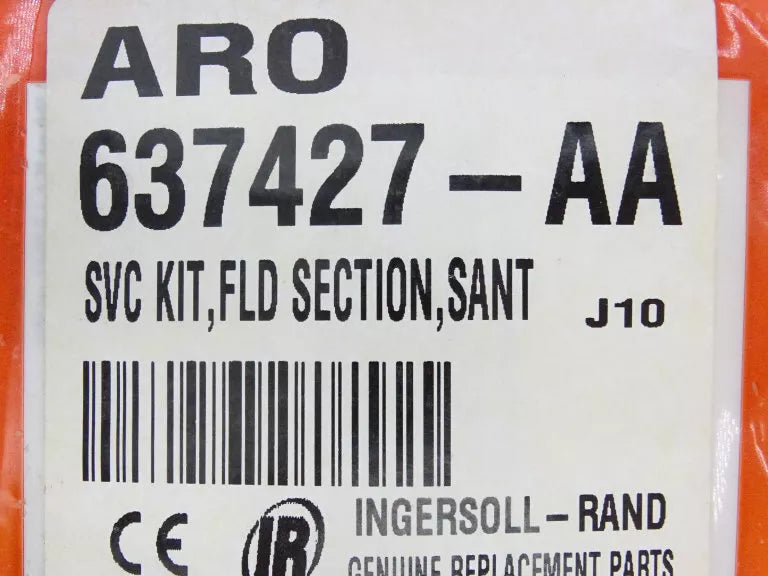 ARO
637427-AA
SVC KIT,FLD SECTION,SANT J10
CE IR INGERSOLL-RAND
GENUINE REPLACEMENT PARTS